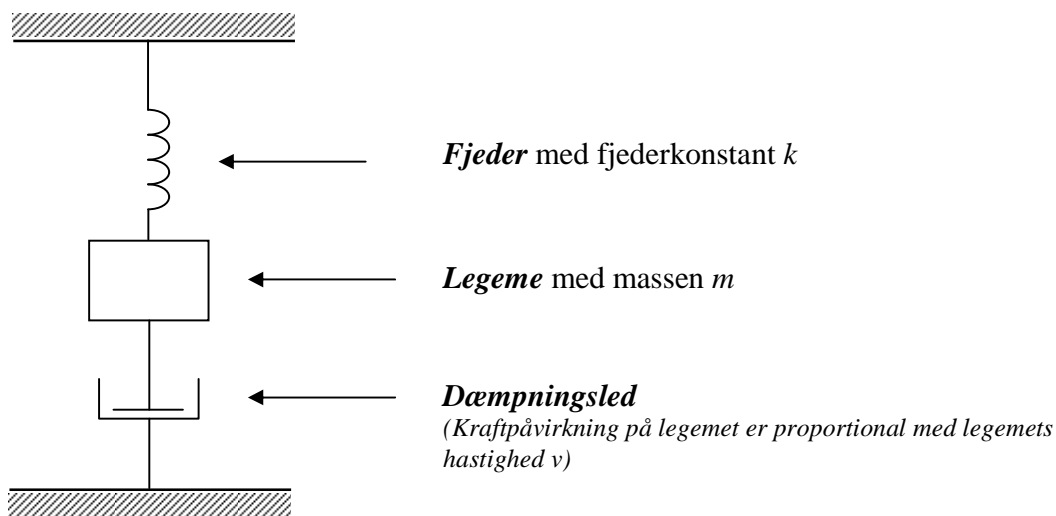 Fjeder med fjederkonstant k
Legeme med massen m
Dæmpningsled
(Kraftpåvirkning på legemet er proportional med legemets
hastighed v)